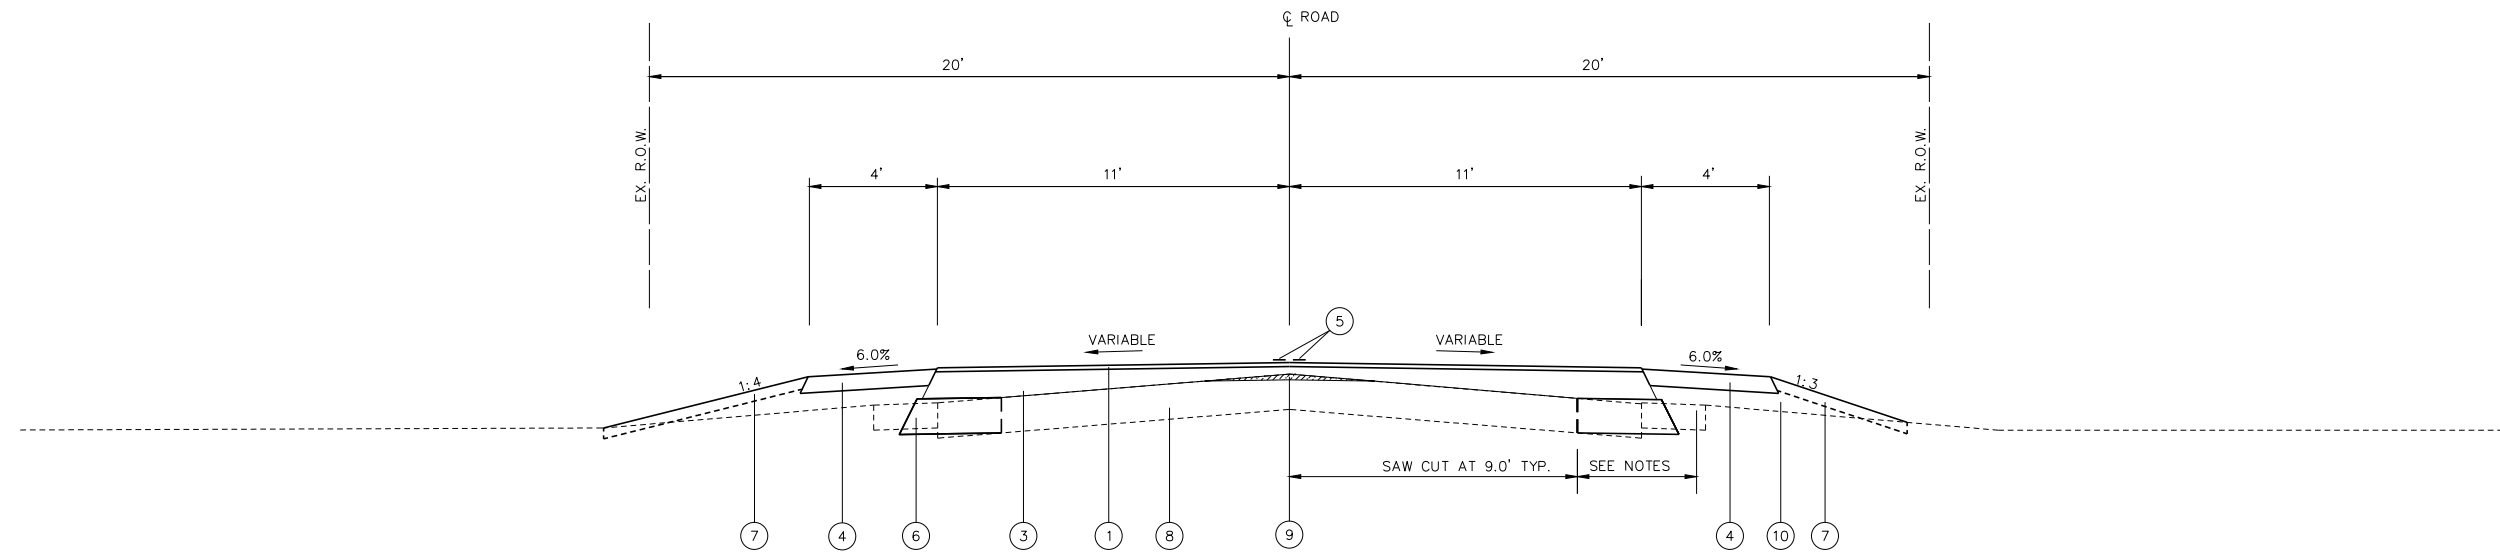 ℄ ROAD
20' 20'
EX. R.O.W. EX. R.O.W.
4' 11' 11' 4'
5
VARIABLE VARIABLE
6.0% 6.0%
1:4 1:3
SAW CUT AT 9.0' TYP. SEE NOTES
7 4 6 3 1 8 9 4 10 7